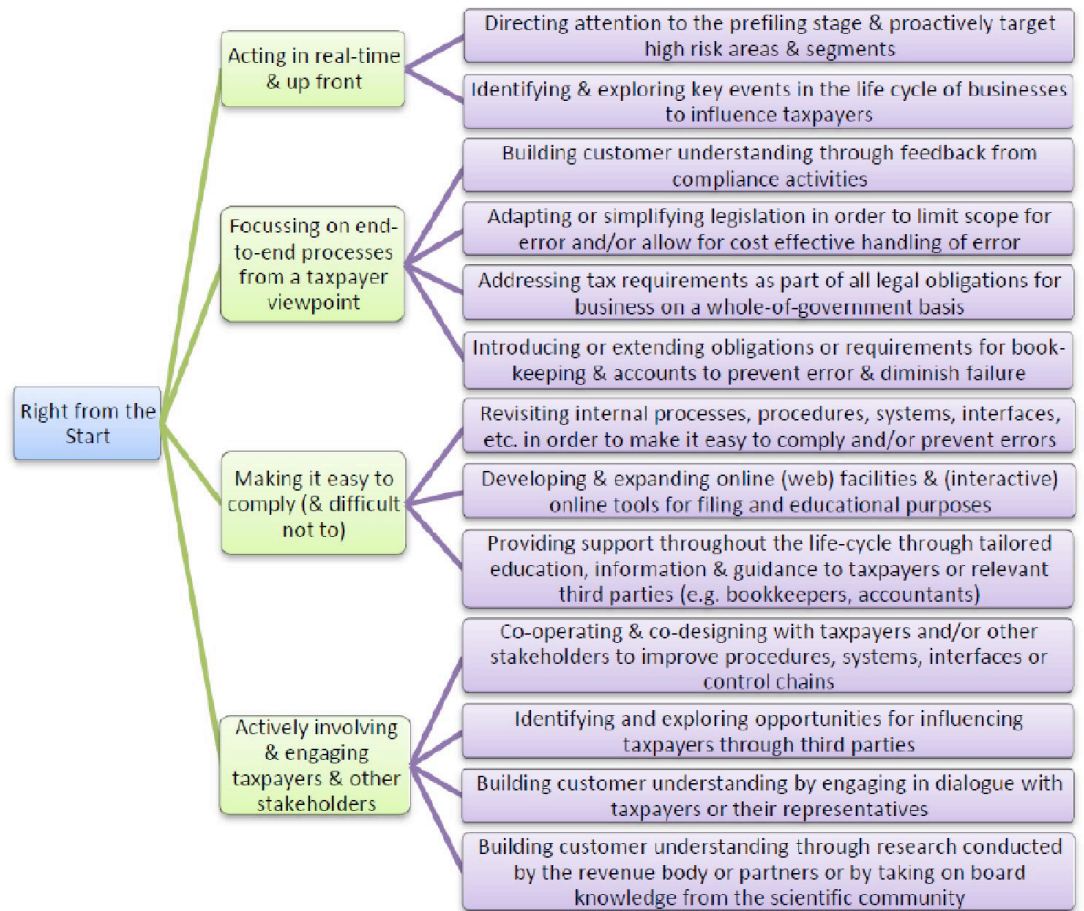 Right from the
Start
Acting in real-time
& up front
Directing attention to the prefiling stage & proactively target
high risk areas & segments
Identifying & exploring key events in the life cycle of businesses
to influence taxpayers
Focussing on end-
to-end processes
from a taxpayer
viewpoint
Building customer understanding through feedback from
compliance activities
Adapting or simplifying legislation in order to limit scope for
error and/or allow for cost effective handling of error
Addressing tax requirements as part of all legal obligations for
business on a whole-of-government basis
Introducing or extending obligations or requirements for book-
keeping & accounts to prevent error & diminish failure
Making it easy to
comply (& difficult
not to)
Revisiting internal processes, procedures, systems, interfaces,
etc. in order to make it easy to comply and/or prevent errors
Developing & expanding online (web) facilities & (interactive)
online tools for filing and educational purposes
Providing support throughout the life-cycle through tailored
education, information & guidance to taxpayers or relevant
third parties (e.g. bookkeepers, accountants)
Actively involving
& engaging
taxpayers & other
stakeholders
Co-operating & co-designing with taxpayers and/or other
stakeholders to improve procedures, systems, interfaces or
control chains
Identifying and exploring opportunities for influencing
taxpayers through third parties
Building customer understanding by engaging in dialogue with
taxpayers or their representatives
Building customer understanding through research conducted
by the revenue body or partners or by taking on board
knowledge from the scientific community